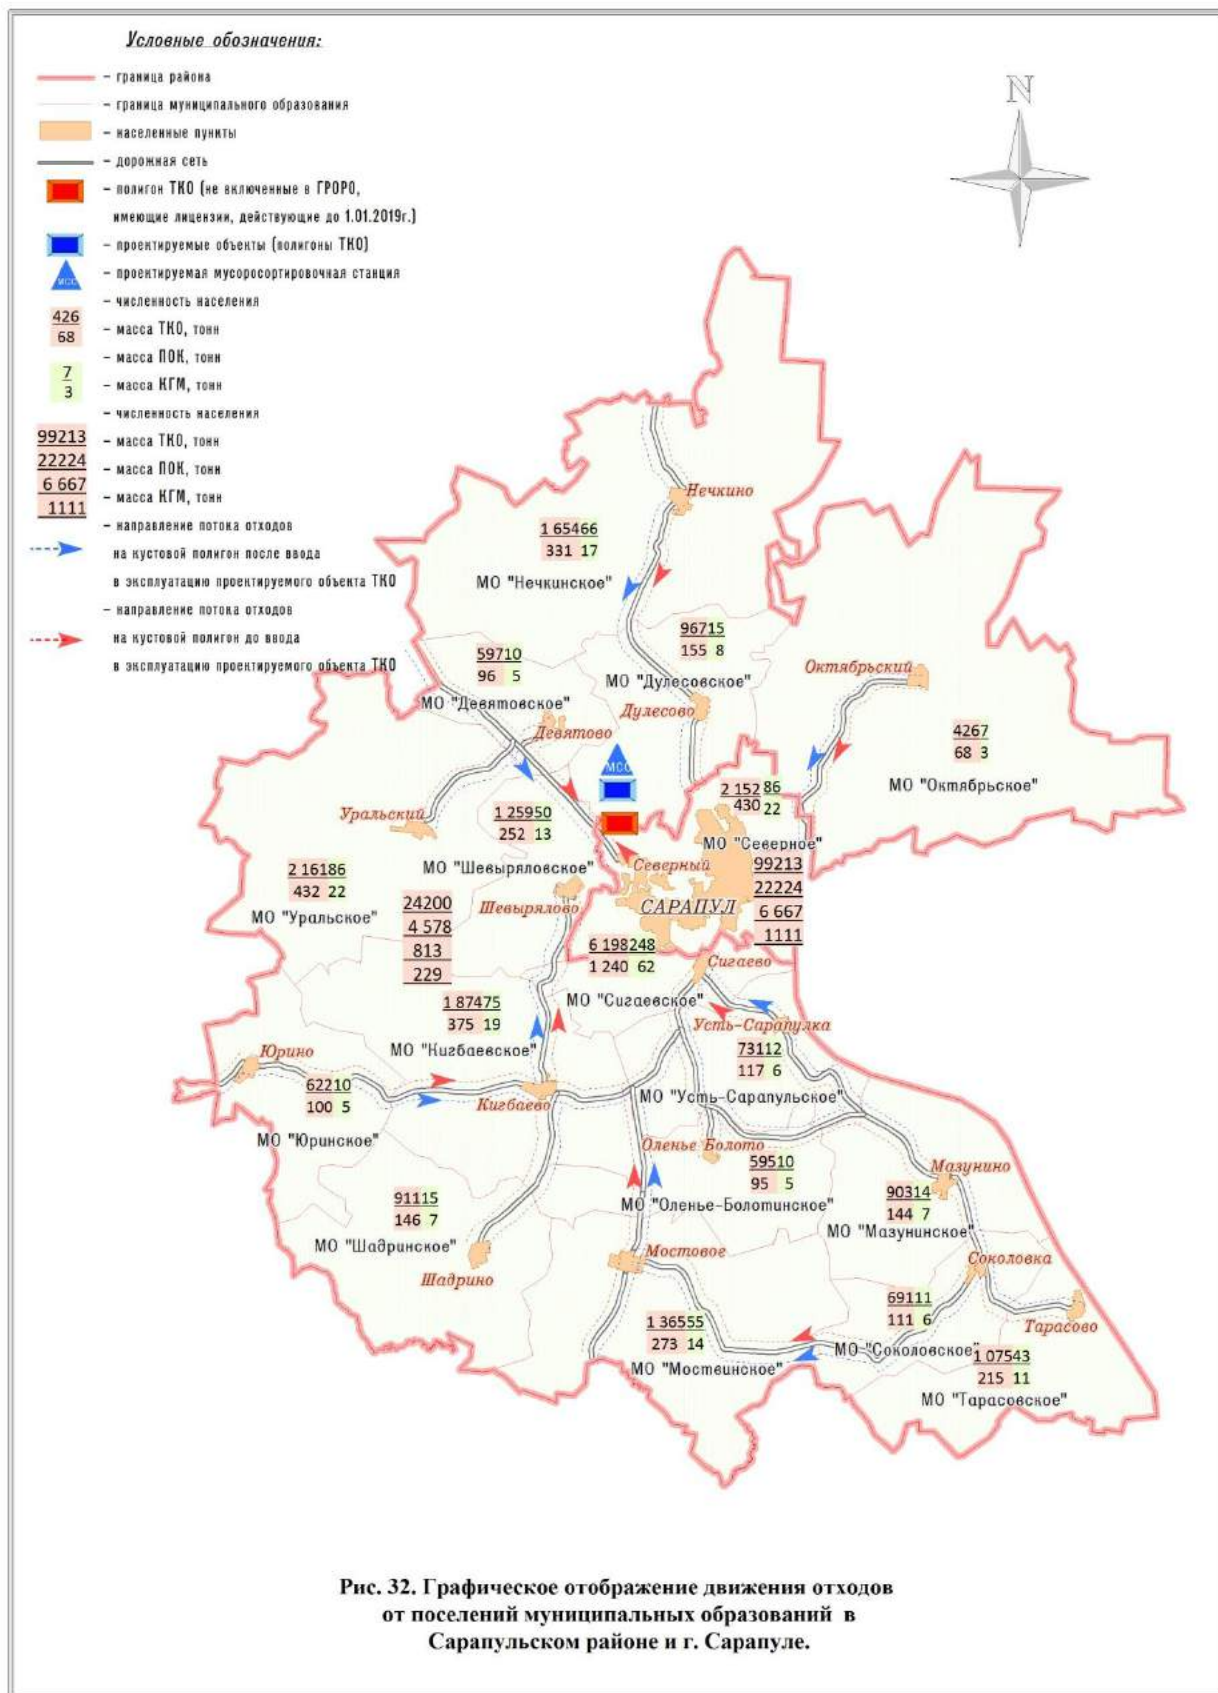 Условные обозначения:
– граница района
– граница муниципального образования
– населенные пункты
– дорожная сеть
– полигон ТКО (не включенные в ГРОРО,
имеющие лицензии, действующие до 1.01.2019г.)
– проектируемые объекты (полигоны ТКО)
МСС
– проектируемая мусоросортировочная станция
– численность населения
426
68
– масса ТКО, тонн
– масса ПОК, тонн
7
3
– масса КГМ, тонн
– численность населения
99213
22224
6 667
1111
– масса ТКО, тонн
– масса ПОК, тонн
– масса КГМ, тонн
– направление потока отходов
на кустовой полигон после ввода
в эксплуатацию проектируемого объекта ТКО
– направление потока отходов
на кустовой полигон до ввода
в эксплуатацию проектируемого объекта ТКО
N
Нечкино
1 65466
331 17
МО "Нечкинское"
96715
155 8
МО "Дулесовское"
Дулесово
59710
96 5
МО "Девятовское"
Девятово
Октябрьский
4267
68 3
МО "Октябрьское"
МСС
2 152 86
430 22
МО "Северное"
Северный
Уральский
1 25950
252 13
МО "Шевыряловское"
Шевырялово
2 16186
432 22
МО "Уральское"
24200
4 578
813
229
САРАПУЛ
99213
22224
6 667
1111
6 198248
1 240 62
МО "Сигаевское"
Сигаево
1 87475
375 19
МО "Кигбаевское"
Усть-Сарапулка
73112
117 6
МО "Усть-Сарапульское"
Юрино
62210
100 5
МО "Юринское"
Кигбаево
Оленье Болото
59510
95 5
МО "Оленье-Болотинское"
Мазунино
90314
144 7
МО "Мазунинское"
91115
146 7
МО "Шадринское"
Шадрино
Мостовое
Соколовка
69111
111 6
МО "Соколовское"
Тарасово
1 36555
273 14
МО "Моствинское"
1 07543
215 11
МО "Тарасовское"
Рис. 32. Графическое отображение движения отходов
от поселений муниципальных образований в
Сарапульском районе и г. Сарапуле.